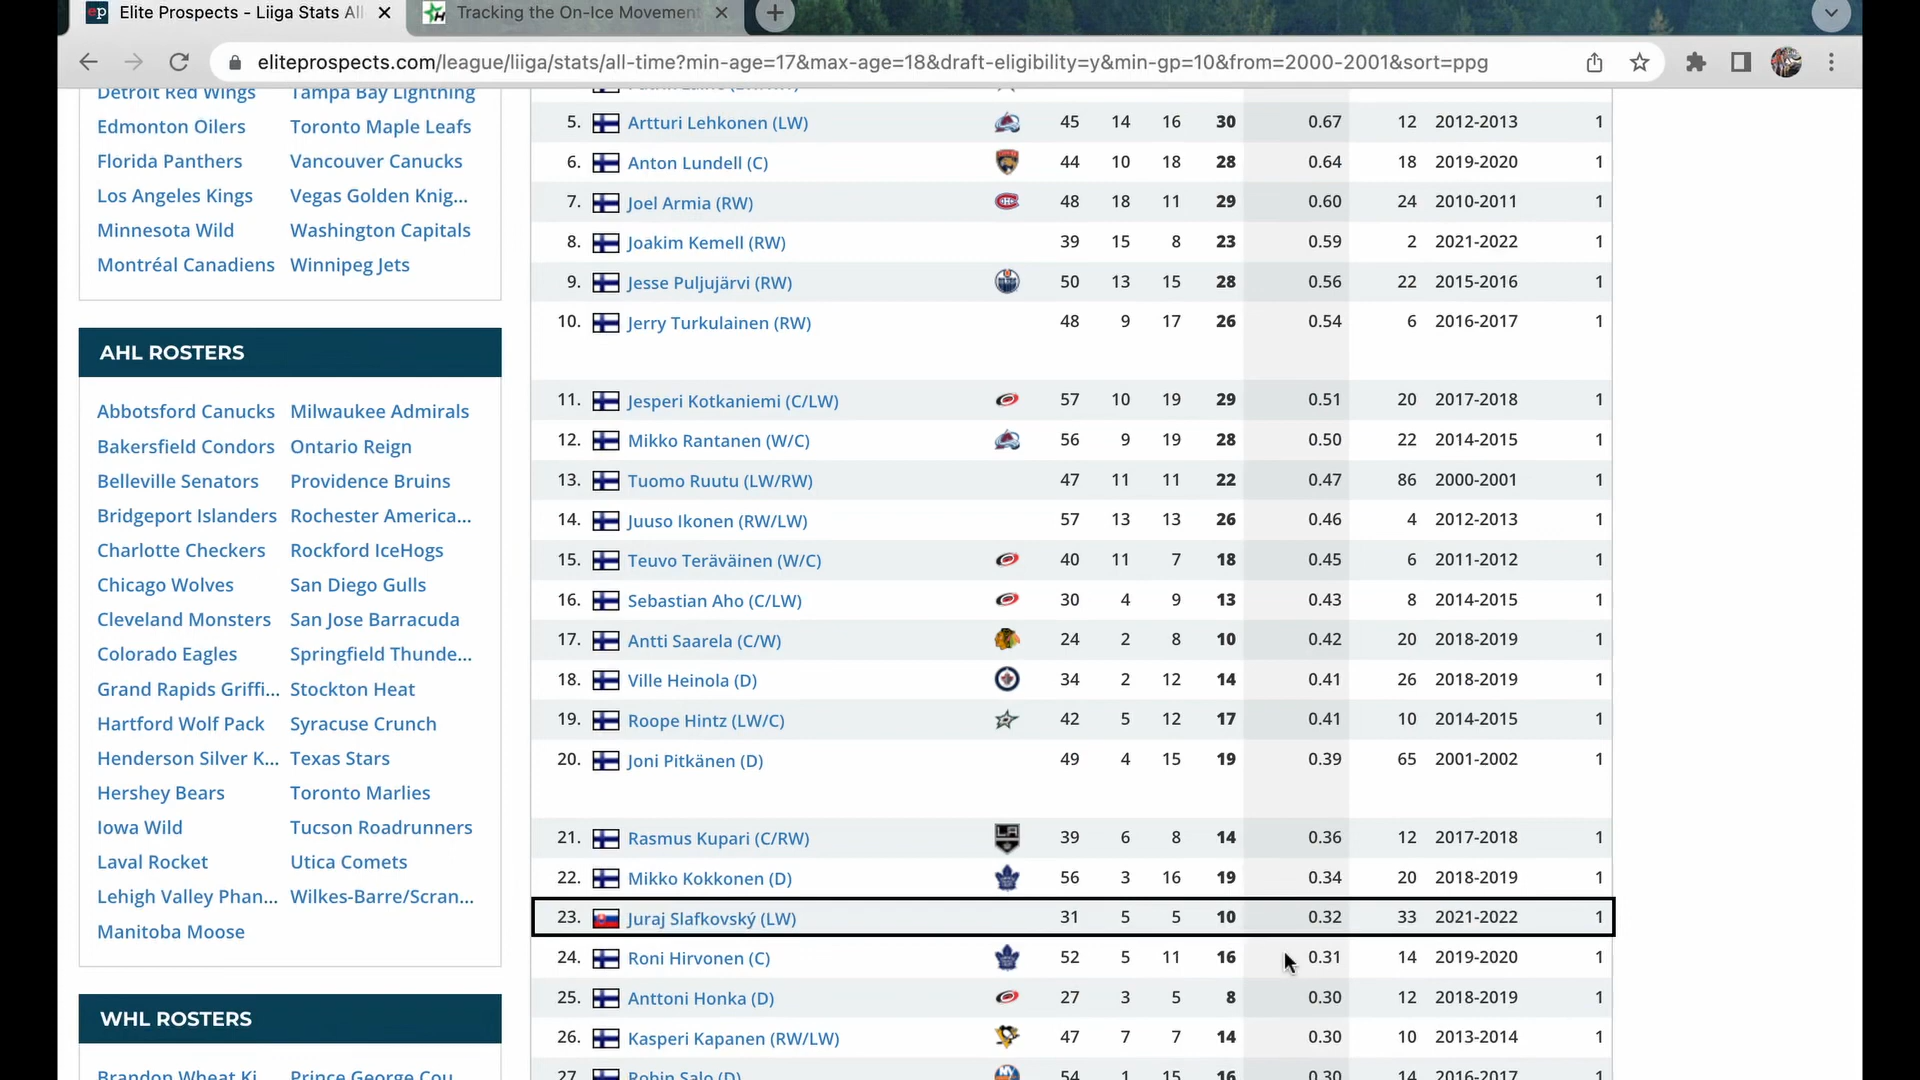 Elite Prospects - Liiga Stats All
Tracking the On-Ice Movement
eliteprospects.com/league/liiga/stats/all-time?min-age=17&max-age=18&draft-eligibility=y&min-gp=10&from=2000-2001&sort=ppg
Detroit Red Wings Tampa Bay Lightning
Edmonton Oilers Toronto Maple Leafs
Florida Panthers Vancouver Canucks
Los Angeles Kings Vegas Golden Knig...
Minnesota Wild Washington Capitals
Montréal Canadiens Winnipeg Jets
AHL ROSTERS
Abbotsford Canucks Milwaukee Admirals
Bakersfield Condors Ontario Reign
Belleville Senators Providence Bruins
Bridgeport Islanders Rochester America...
Charlotte Checkers Rockford IceHogs
Chicago Wolves San Diego Gulls
Cleveland Monsters San Jose Barracuda
Colorado Eagles Springfield Thunde...
Grand Rapids Griffi... Stockton Heat
Hartford Wolf Pack Syracuse Crunch
Henderson Silver K... Texas Stars
Hershey Bears Toronto Marlies
Iowa Wild Tucson Roadrunners
Laval Rocket Utica Comets
Lehigh Valley Phan... Wilkes-Barre/Scran...
Manitoba Moose
WHL ROSTERS
Brandon Wheat Ki Prince George Cou
5. Artturi Lehkonen (LW) 45 14 16 30 0.67 12 2012-2013 1
6. Anton Lundell (C) 44 10 18 28 0.64 18 2019-2020 1
7. Joel Armia (RW) 48 18 11 29 0.60 24 2010-2011 1
8. Joakim Kemell (RW) 39 15 8 23 0.59 2 2021-2022 1
9. Jesse Puljujärvi (RW) 50 13 15 28 0.56 22 2015-2016 1
10. Jerry Turkulainen (RW) 48 9 17 26 0.54 6 2016-2017 1
11. Jesperi Kotkaniemi (C/LW) 57 10 19 29 0.51 20 2017-2018 1
12. Mikko Rantanen (W/C) 56 9 19 28 0.50 22 2014-2015 1
13. Tuomo Ruutu (LW/RW) 47 11 11 22 0.47 86 2000-2001 1
14. Juuso Ikonen (RW/LW) 57 13 13 26 0.46 4 2012-2013 1
15. Teuvo Teräväinen (W/C) 40 11 7 18 0.45 6 2011-2012 1
16. Sebastian Aho (C/LW) 30 4 9 13 0.43 8 2014-2015 1
17. Antti Saarela (C/W) 24 2 8 10 0.42 20 2018-2019 1
18. Ville Heinola (D) 34 2 12 14 0.41 26 2018-2019 1
19. Roope Hintz (LW/C) 42 5 12 17 0.41 10 2014-2015 1
20. Joni Pitkänen (D) 49 4 15 19 0.39 65 2001-2002 1
21. Rasmus Kupari (C/RW) 39 6 8 14 0.36 12 2017-2018 1
22. Mikko Kokkonen (D) 56 3 16 19 0.34 20 2018-2019 1
23. Juraj Slafkovský (LW) 31 5 5 10 0.32 33 2021-2022 1
24. Roni Hirvonen (C) 52 5 11 16 0.31 14 2019-2020 1
25. Anttoni Honka (D) 27 3 5 8 0.30 12 2018-2019 1
26. Kasperi Kapanen (RW/LW) 47 7 7 14 0.30 10 2013-2014 1
27. Robin Salo (D) 54 1 15 16 0.30 14 2016-2017 1